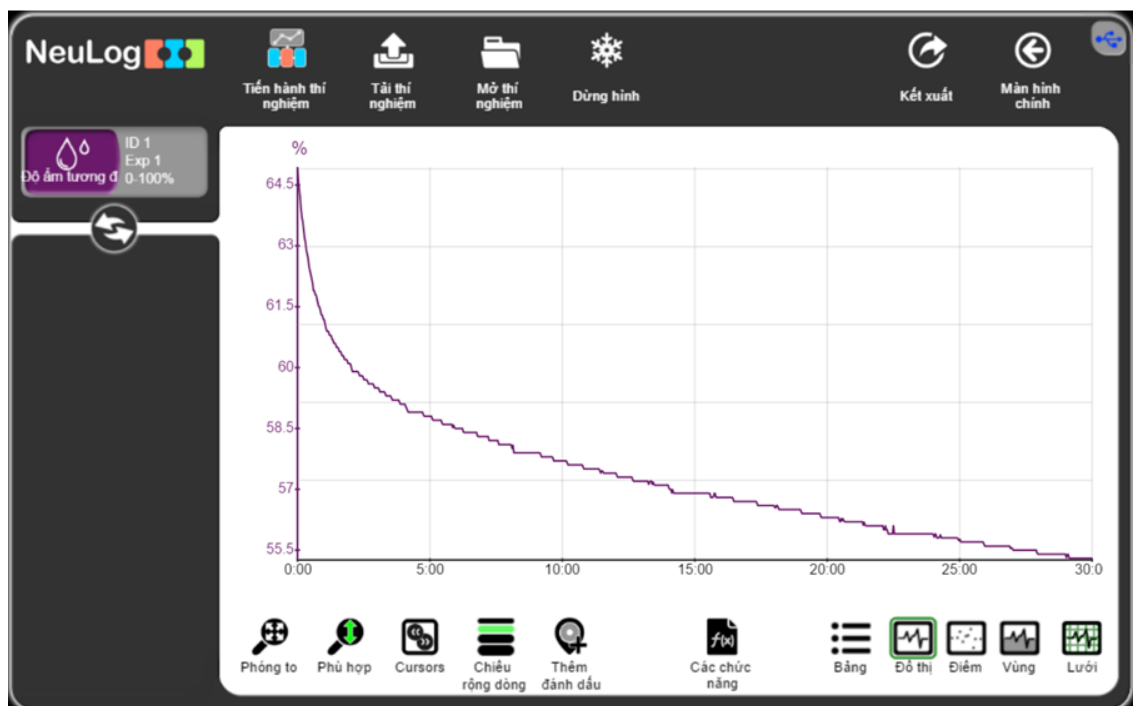 NeuLog
Tiến hành thí
nghiệm
Tải thí
nghiệm
Mở thí
nghiệm
Dừng hình
Kết xuất
Màn hình
chính
Độ ẩm tương đ
ID 1
Exp 1
0-100%
%
64.5
63
61.5
60
58.5
57
55.5
0:00
5:00
10:00
15:00
20:00
25:00
30:0
Phóng to
Phù hợp
Cursors
Chiều
rộng dòng
Thêm
đánh dấu
f(x)
Các chức
năng
Bảng
Đồ thị
Điểm
Vùng
Lưới